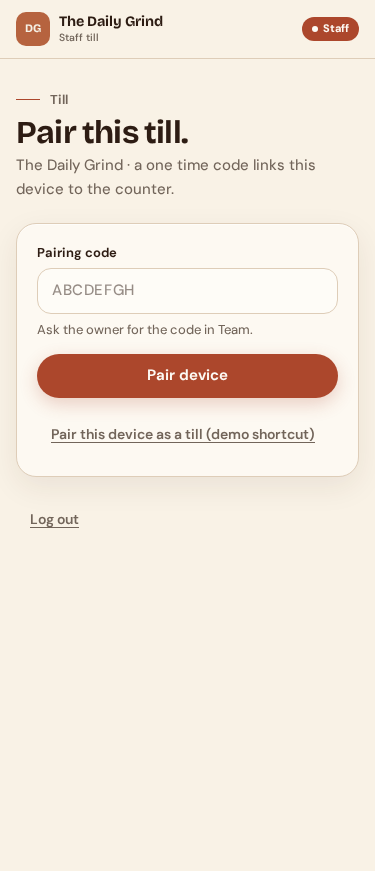 DG
The Daily Grind
Staff till
Staff
Till
Pair this till.
The Daily Grind · a one time code links this
device to the counter.
Pairing code
ABCDEFGH
Ask the owner for the code in Team.
Pair device
Pair this device as a till (demo shortcut)
Log out